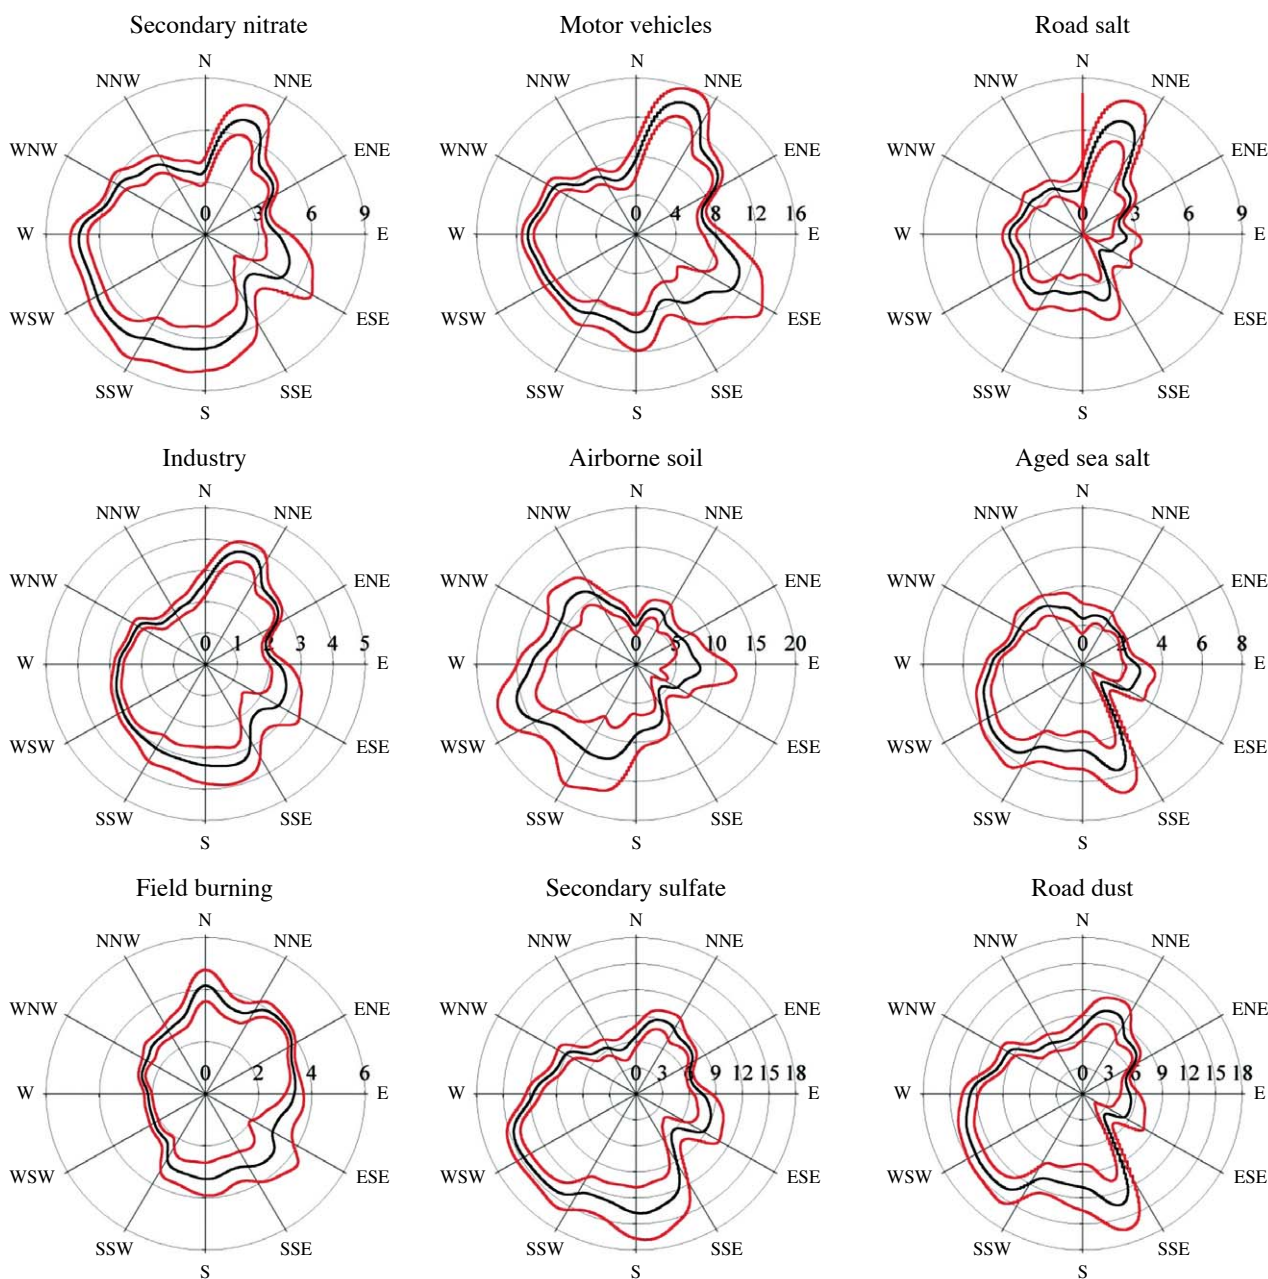 Secondary nitrate Motor vehicles Road salt
N N N
NNW NNE NNW NNE NNW NNE
WNW ENE WNW ENE WNW ENE
0 3 6 9 0 4 8 12 16 0 3 6 9
W E W E W E
WSW ESE WSW ESE WSW ESE
SSW SSE SSW SSE SSW SSE
S S S
Industry Airborne soil Aged sea salt
N N N
NNW NNE NNW NNE NNW NNE
WNW ENE WNW ENE WNW ENE
0 1 2 3 4 5 0 5 10 15 20 0 2 4 6 8
W E W E W E
WSW ESE WSW ESE WSW ESE
SSW SSE SSW SSE SSW SSE
S S S
Field burning Secondary sulfate Road dust
N N N
NNW NNE NNW NNE NNW NNE
WNW ENE WNW ENE WNW ENE
0 2 4 6 0 3 6 9 12 15 18 0 3 6 9 12 15 18
W E W E W E
WSW ESE WSW ESE WSW ESE
SSW SSE SSW SSE SSW SSE
S S S